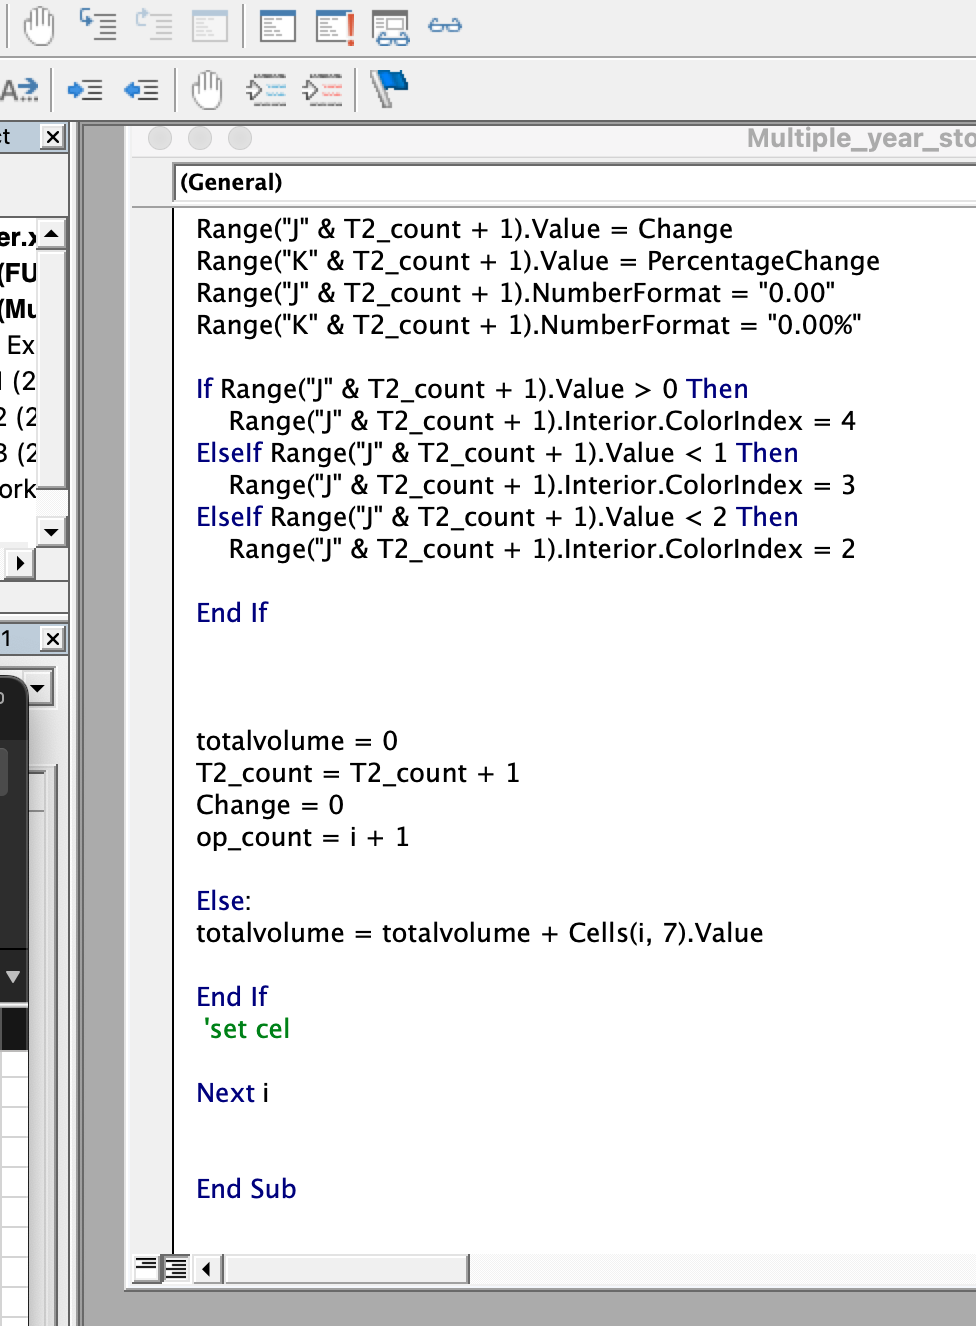 A
ct
Multiple_year_sto
(General)
er.x
(FU
(Mu
Ex
1 (2
2 (2
3 (2
ork
1
Range("J" & T2_count + 1).Value = Change
Range("K" & T2_count + 1).Value = PercentageChange
Range("J" & T2_count + 1).NumberFormat = "0.00"
Range("K" & T2_count + 1).NumberFormat = "0.00%"
If Range("J" & T2_count + 1).Value > 0 Then
Range("J" & T2_count + 1).Interior.ColorIndex = 4
ElseIf Range("J" & T2_count + 1).Value < 1 Then
Range("J" & T2_count + 1).Interior.ColorIndex = 3
ElseIf Range("J" & T2_count + 1).Value < 2 Then
Range("J" & T2_count + 1).Interior.ColorIndex = 2
End If
totalvolume = 0
T2_count = T2_count + 1
Change = 0
op_count = i + 1
Else:
totalvolume = totalvolume + Cells(i, 7).Value
End If
'set cel
Next i
End Sub